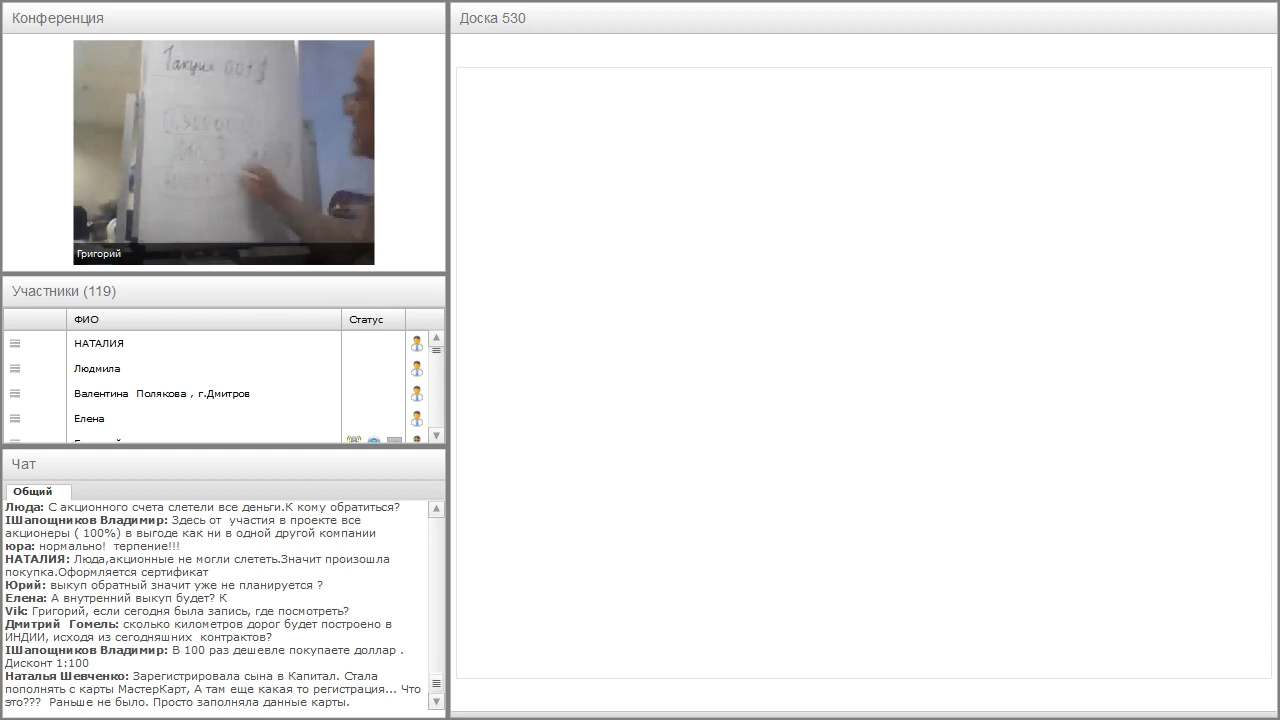 Конференция
1 акция 001$
Григорий
Участники (119)
ФИО
Статус
НАТАЛИЯ
Людмила
Валентина Полякова , г.Дмитров
Елена
Чат
Общий
Люда: С акционного счета слетели все деньги.К кому обратиться?
IШапощников Владимир: Здесь от участия в проекте все
акционеры ( 100%) в выгоде как ни в одной другой компании
юра: нормально! терпение!!!
НАТАЛИЯ: Люда,акционные не могли слететь.Значит произошла
покупка.Оформляется сертификат
Юрий: выкуп обратный значит уже не планируется ?
Елена: А внутренний выкуп будет? К
Vik: Григорий, если сегодня была запись, где посмотреть?
Дмитрий Гомель: сколько километров дорог будет построено в
ИНДИИ, исходя из сегодняшних контрактов?
IШапощников Владимир: В 100 раз дешевле покупаете доллар .
Дисконт 1:100
Наталья Шевченко: Зарегистрировала сына в Капитал. Стала
пополнять с карты МастерКарт, А там еще какая то регистрация... Что
это??? Раньше не было. Просто заполняла данные карты.
Доска 530